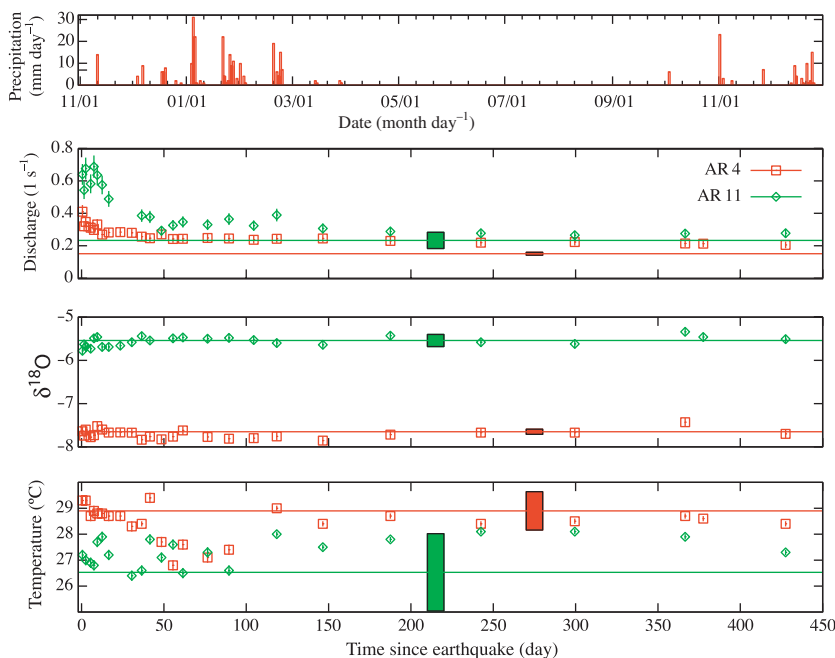 Precipitation
(mm day⁻¹)
30
20
10
0
11/01 01/01 03/01 05/01 07/01 09/01 11/01
Date (month day⁻¹)
Discharge (1 s⁻¹)
0.8
0.6
0.4
0.2
0
AR 4
AR 11
δ¹⁸O
−5
−6
−7
−8
Temperature (ºC)
29
28
27
26
0 50 100 150 200 250 300 350 400 450
Time since earthquake (day)